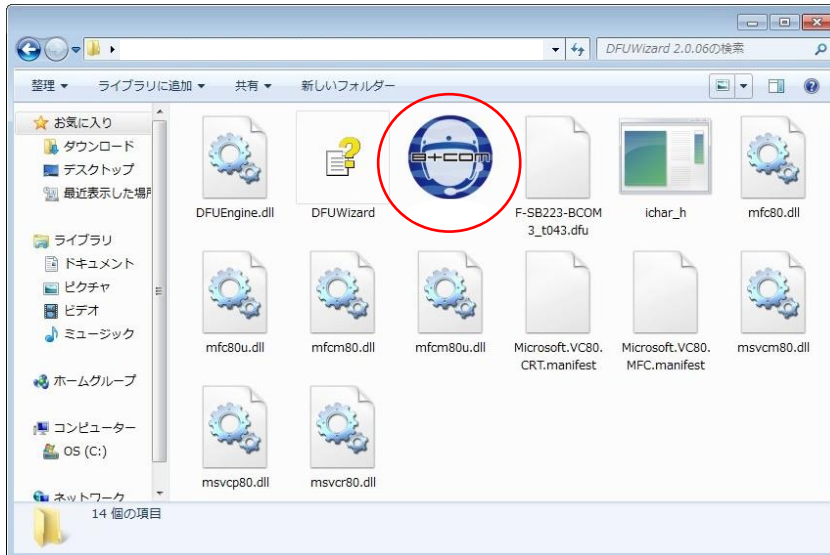 DFUWizard 2.0.06の検索
整理 ライブラリに追加 共有 新しいフォルダー
お気に入り
ダウンロード
デスクトップ
最近表示した場所
ライブラリ
ドキュメント
ピクチャ
ビデオ
ミュージック
ホームグループ
コンピューター
OS (C:)
ネットワーク
B+COM
DFUEngine.dll
DFUWizard
F-SB223-BCOM
3_t043.dfu
ichar_h
mfc80.dll
mfc80u.dll
mfcm80.dll
mfcm80u.dll
Microsoft.VC80.
CRT.manifest
Microsoft.VC80.
MFC.manifest
msvcm80.dll
msvcp80.dll
msvcr80.dll
14 個の項目